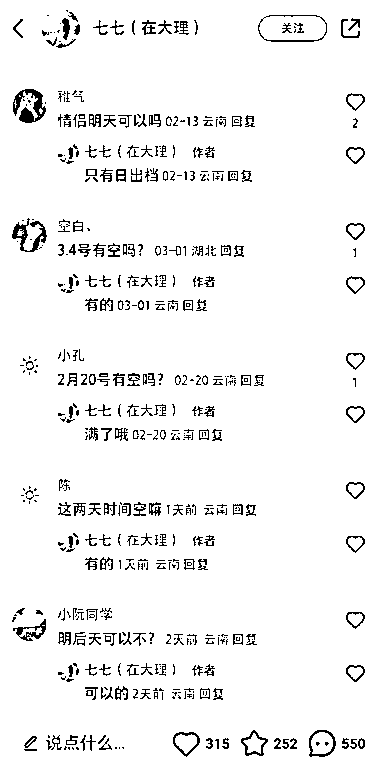 七七（在大理）
关注
稚气
情侣明天可以吗 02-13 云南 回复
2
七七（在大理） 作者
只有日出档 02-13 云南 回复
空白、
3.4号有空吗？ 03-01 湖北 回复
1
七七（在大理） 作者
有的 03-01 云南 回复
小孔
2月20号有空吗？ 02-20 云南 回复
1
七七（在大理） 作者
满了哦 02-20 云南 回复
陈
这两天时间空嘛 1天前 云南 回复
七七（在大理） 作者
有的 1天前 云南 回复
小阮同学
明后天可以不？ 2天前 云南 回复
七七（在大理） 作者
可以的 2天前 云南 回复
说点什么... 315 252 550